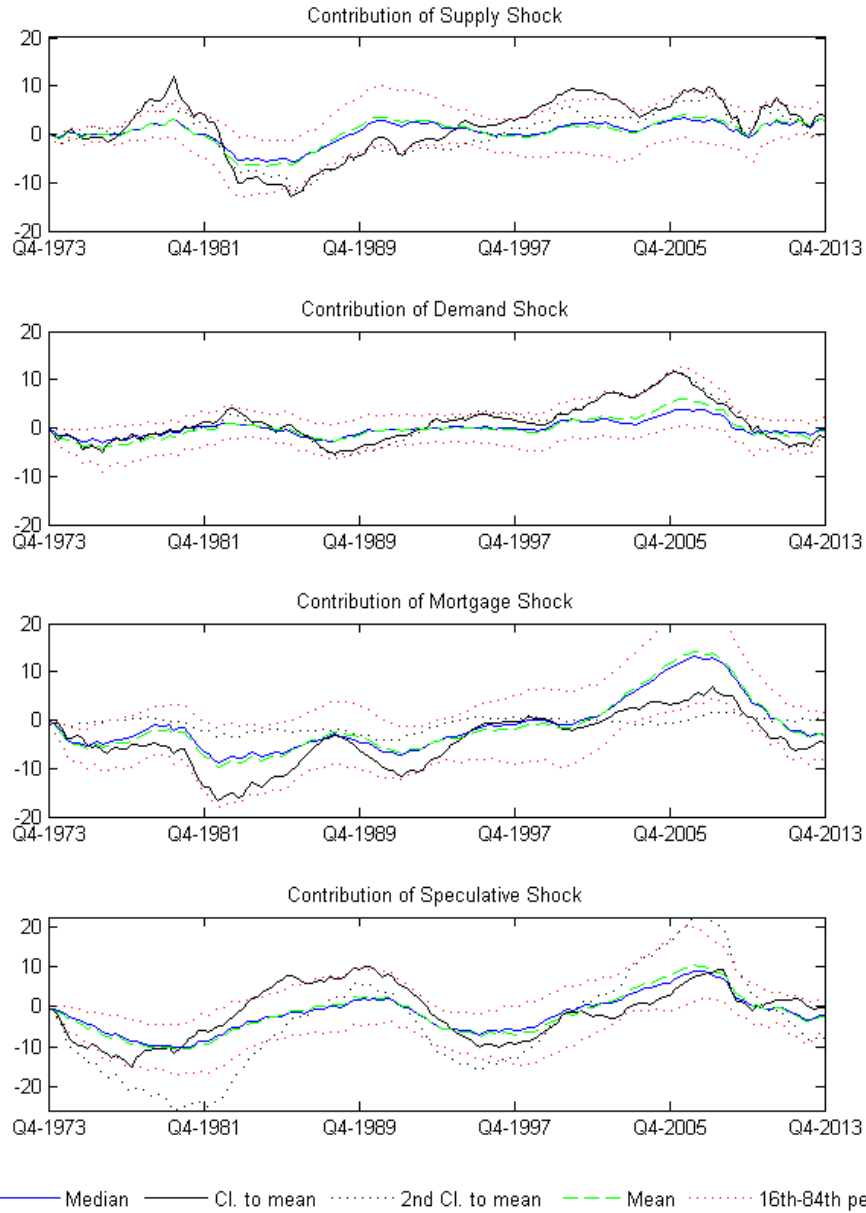 Contribution of Supply Shock
20
10
0
-10
-20
Q4-1973 Q4-1981 Q4-1989 Q4-1997 Q4-2005 Q4-2013
Contribution of Demand Shock
20
10
0
-10
-20
Q4-1973 Q4-1981 Q4-1989 Q4-1997 Q4-2005 Q4-2013
Contribution of Mortgage Shock
20
10
0
-10
-20
Q4-1973 Q4-1981 Q4-1989 Q4-1997 Q4-2005 Q4-2013
Contribution of Speculative Shock
20
10
0
-10
-20
Q4-1973 Q4-1981 Q4-1989 Q4-1997 Q4-2005 Q4-2013
Median Cl. to mean 2nd Cl. to mean Mean 16th-84th pe